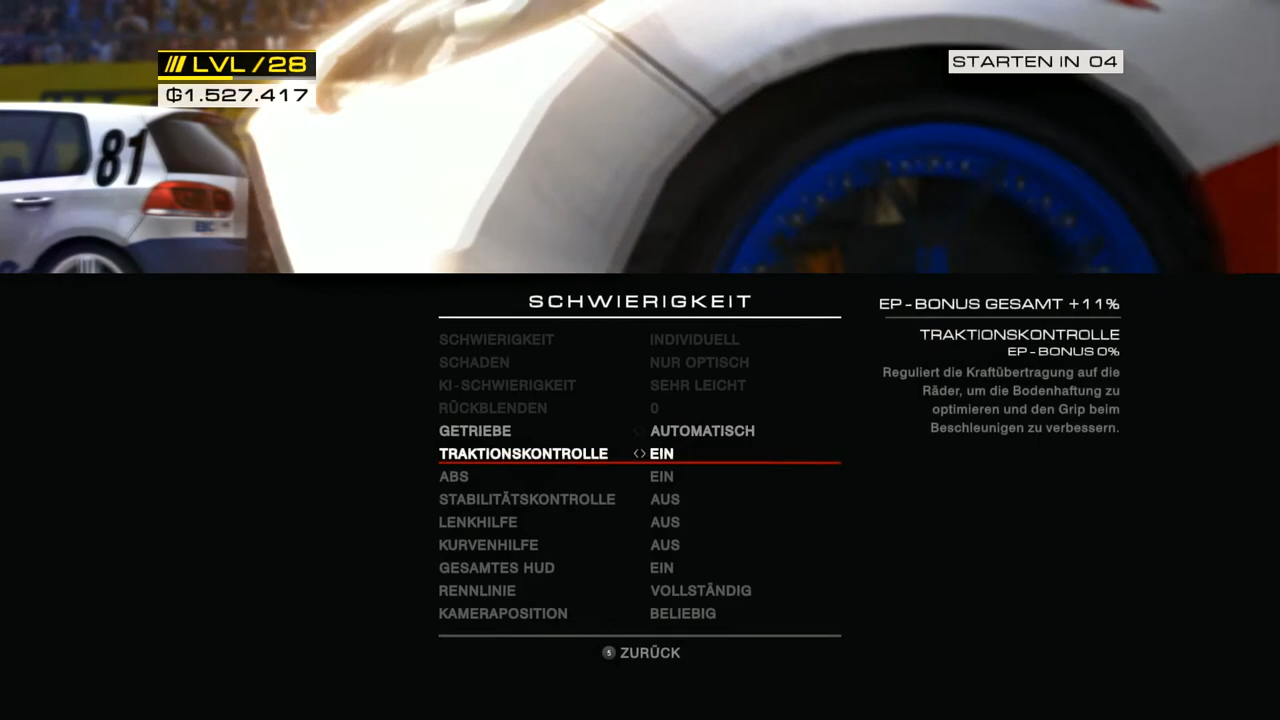 LVL/28
₲1.527.417
STARTEN IN 04
81
EBC
SCHWIERIGKEIT
SCHWIERIGKEIT INDIVIDUELL
SCHADEN NUR OPTISCH
KI-SCHWIERIGKEIT SEHR LEICHT
RÜCKBLENDEN 0
GETRIEBE <> AUTOMATISCH
TRAKTIONSKONTROLLE <> EIN
ABS EIN
STABILITÄTSKONTROLLE AUS
LENKHILFE AUS
KURVENHILFE AUS
GESAMTES HUD EIN
RENNLINIE VOLLSTÄNDIG
KAMERAPOSITION BELIEBIG
5 ZURÜCK
EP-BONUS GESAMT +11%
TRAKTIONSKONTROLLE
EP-BONUS 0%
Reguliert die Kraftübertragung auf die
Räder, um die Bodenhaftung zu
optimieren und den Grip beim
Beschleunigen zu verbessern.